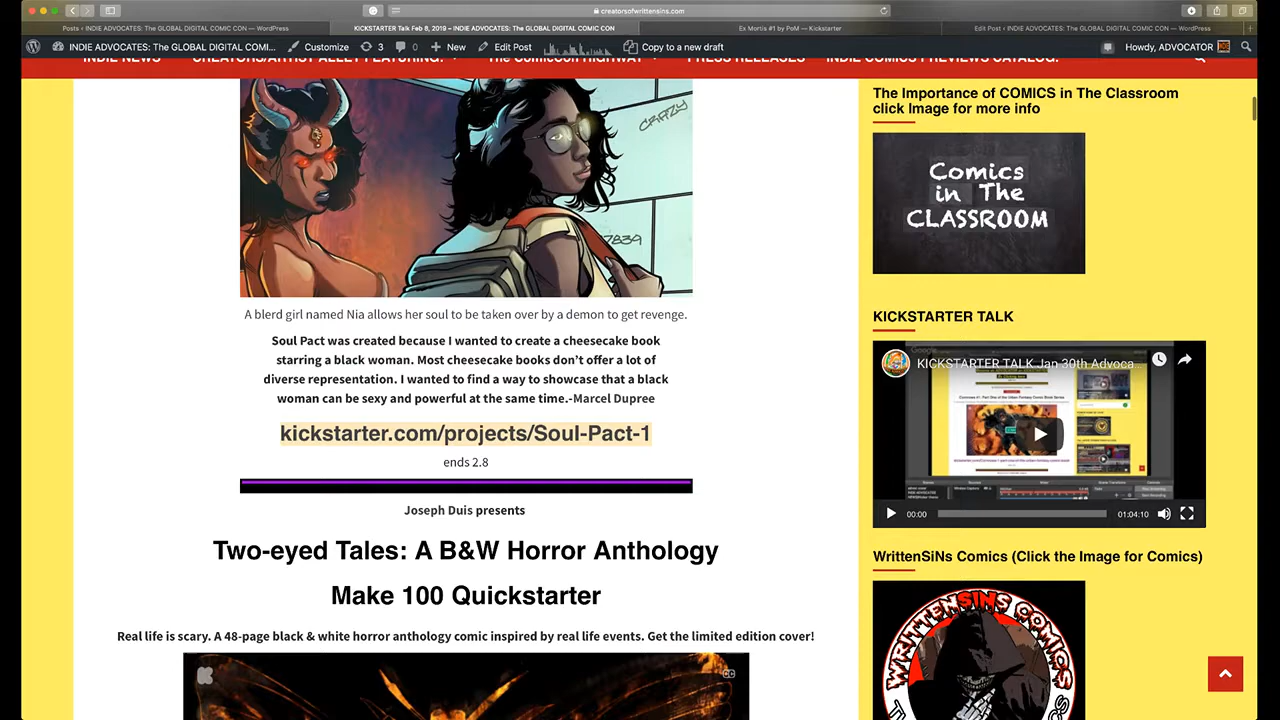 creatorsofwrittensins.com
Posts ‹ INDIE ADVOCATES: The GLOBAL DIGITAL COMIC CON — WordPress
KICKSTARTER Talk Feb 8, 2019 – INDIE ADVOCATES: The GLOBAL DIGITAL COMIC CON
Ex Mortis #1 by PoM — Kickstarter
Edit Post ‹ INDIE ADVOCATES: The GLOBAL DIGITAL COMIC CON — WordPress
INDIE ADVOCATES: The GLOBAL DIGITAL COMI... Customize 3 0 New Edit Post Copy to a new draft Howdy, ADVOCATOR
INDIE NEWS CREATORS/ARTIST ALLEY FEATURING: The ComicCon HIGHWAY PRESS RELEASES INDIE COMICS PREVIEWS CATALOG:
CRAZY
7839
A blerd girl named Nia allows her soul to be taken over by a demon to get revenge.
Soul Pact was created because I wanted to create a cheesecake book
starring a black woman. Most cheesecake books don’t offer a lot of
diverse representation. I wanted to find a way to showcase that a black
woman can be sexy and powerful at the same time.-Marcel Dupree
kickstarter.com/projects/Soul-Pact-1
ends 2.8
Joseph Duis presents
Two-eyed Tales: A B&W Horror Anthology
Make 100 Quickstarter
Real life is scary. A 48-page black & white horror anthology comic inspired by real life events. Get the limited edition cover!
CC
The Importance of COMICS in The Classroom
click Image for more info
Comics
in The
CLASSROOM
KICKSTARTER TALK
KICKSTARTER TALK Jan 30th Advoca...
00:00 01:04:10
WrittenSiNs Comics (Click the Image for Comics)
WRITTENSINS COMICS